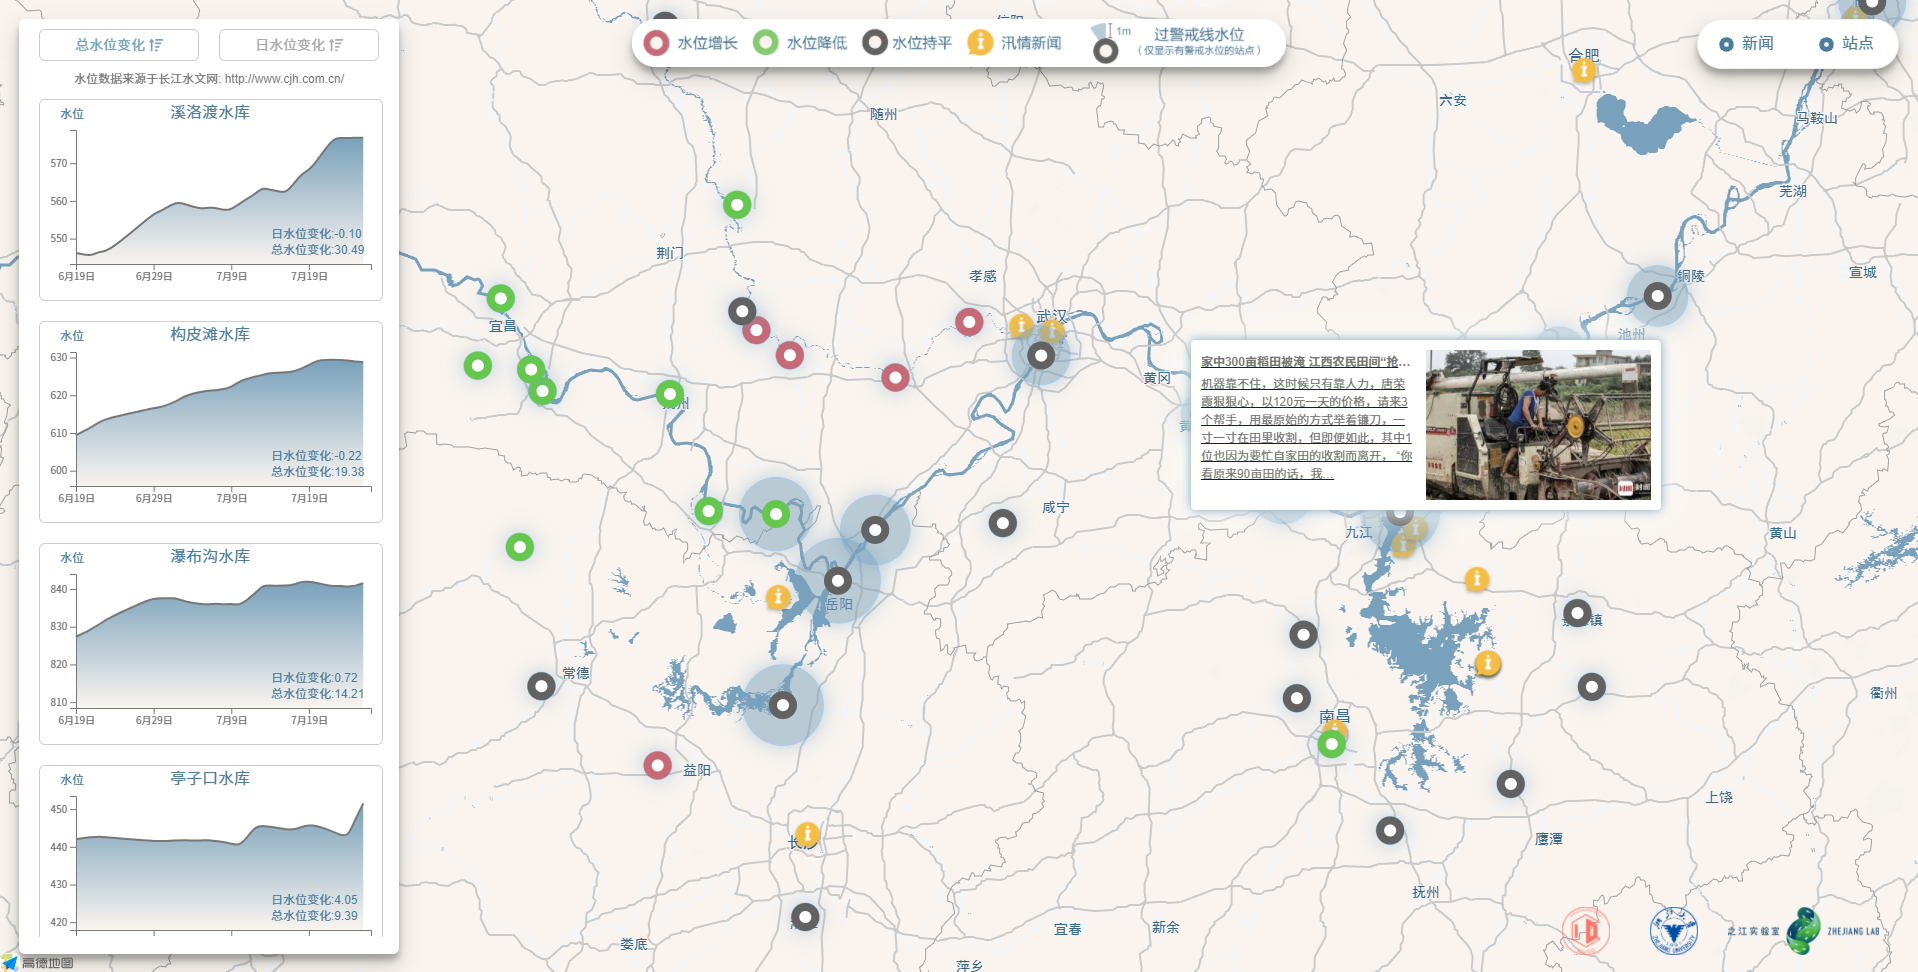 总水位变化
日水位变化
水位数据来源于长江水文网: http://www.cjh.com.cn/
水位
溪洛渡水库
570
560
550
日水位变化:-0.10
总水位变化:30.49
6月19日
6月29日
7月9日
7月19日
水位
构皮滩水库
630
620
610
600
日水位变化:-0.22
总水位变化:19.38
6月19日
6月29日
7月9日
7月19日
水位
瀑布沟水库
840
830
820
810
日水位变化:0.72
总水位变化:14.21
6月19日
6月29日
7月9日
7月19日
水位
亭子口水库
450
440
430
420
日水位变化:4.05
总水位变化:9.39
高德地图
水位增长
水位降低
水位持平
汛情新闻
1m
过警戒线水位
(仅显示有警戒水位的站点)
新闻
站点
信阳
合肥
六安
随州
马鞍山
芜湖
荆门
孝感
宣城
铜陵
宜昌
武汉
池州
黄冈
家中300亩稻田被淹 江西农民田间“抢...
机器靠不住，这时候只有靠人力，唐荣
霞狠狠心，以120元一天的价格，请来3
个帮手，用最原始的方式举着镰刀，一
寸一寸在田里收割，但即便如此，其中1
位也因为要忙自家田的收割而离开， “你
看原来90亩田的话，我...
封面
州
黄
咸宁
九江
黄山
岳阳
镇
常德
衢州
南昌
益阳
上饶
长沙
鹰潭
抚州
宜春
新余
娄底
萍乡
之江实验室
ZHEJIANG LAB
ZHEJIANG UNIVERSITY